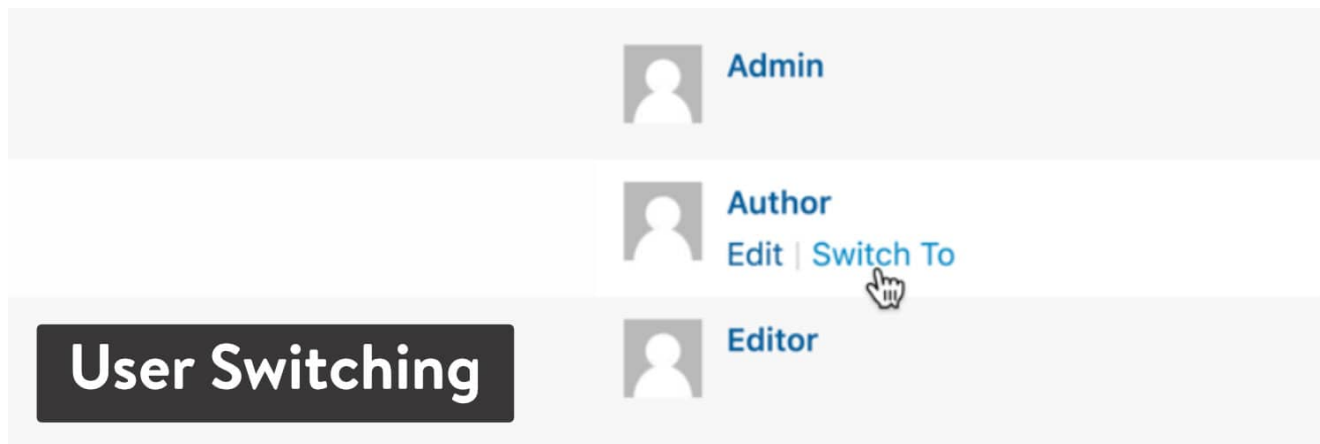 Admin
Author
Edit | Switch To
Editor
User Switching